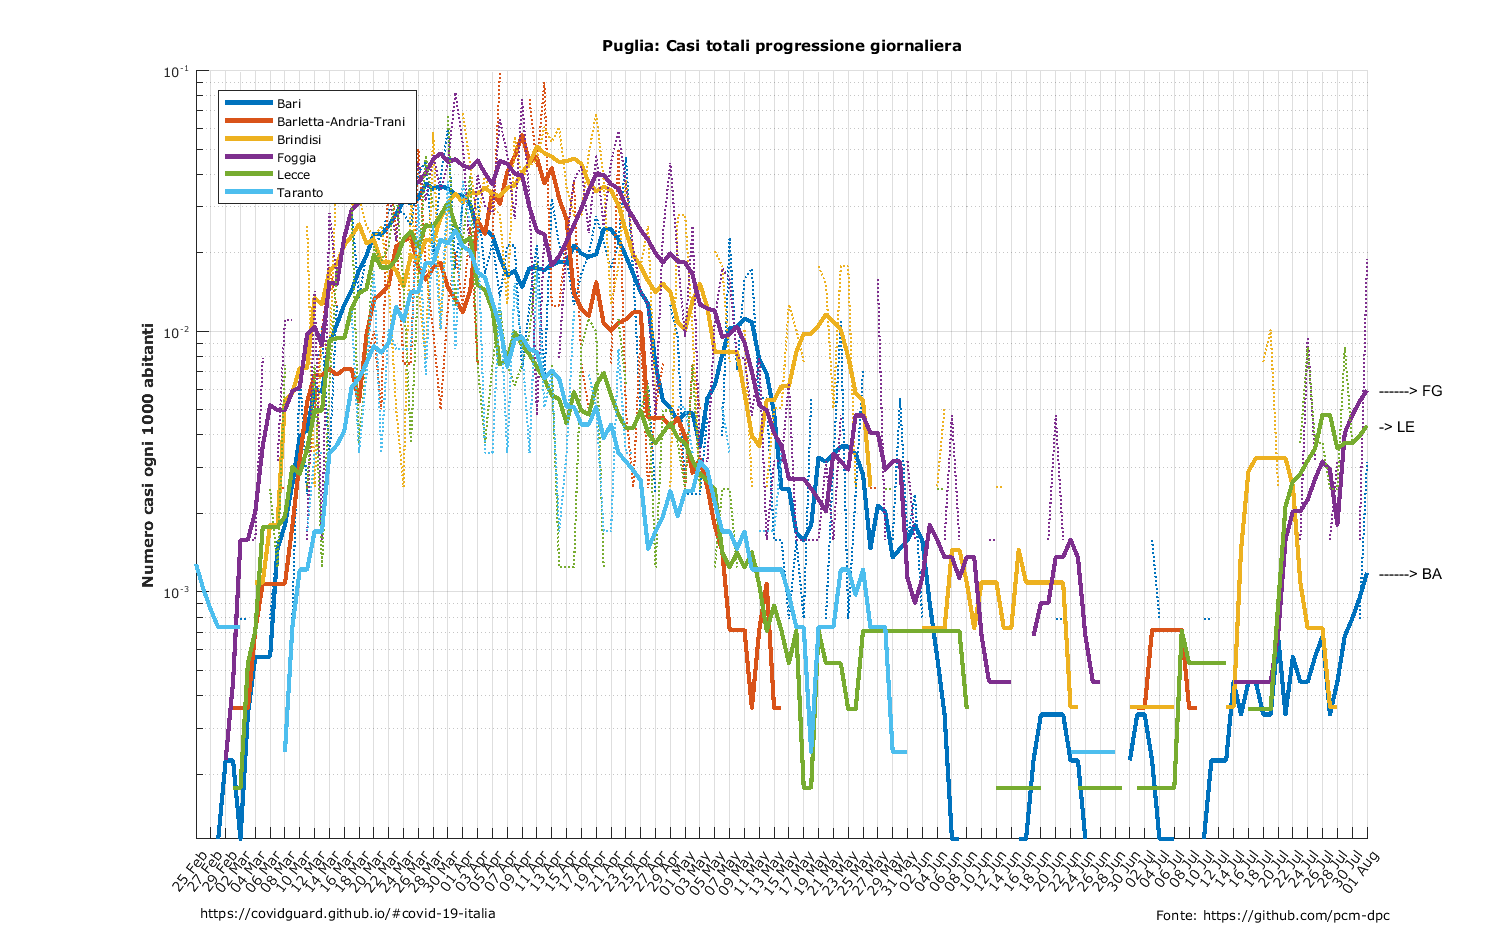 Puglia: Casi totali progressione giornaliera
Numero casi ogni 1000 abitanti
10⁻¹
10⁻²
10⁻³
Bari
Barletta-Andria-Trani
Brindisi
Foggia
Lecce
Taranto
------> FG
-> LE
------> BA
25 Feb
27 Feb
29 Feb
02 Mar
04 Mar
06 Mar
08 Mar
10 Mar
12 Mar
14 Mar
16 Mar
18 Mar
20 Mar
22 Mar
24 Mar
26 Mar
28 Mar
30 Mar
01 Apr
03 Apr
05 Apr
07 Apr
09 Apr
11 Apr
13 Apr
15 Apr
17 Apr
19 Apr
21 Apr
23 Apr
25 Apr
27 Apr
29 Apr
01 May
03 May
05 May
07 May
09 May
11 May
13 May
15 May
17 May
19 May
21 May
23 May
25 May
27 May
29 May
31 May
02 Jun
04 Jun
06 Jun
08 Jun
10 Jun
12 Jun
14 Jun
16 Jun
18 Jun
20 Jun
22 Jun
24 Jun
26 Jun
28 Jun
30 Jun
02 Jul
04 Jul
06 Jul
08 Jul
10 Jul
12 Jul
14 Jul
16 Jul
18 Jul
20 Jul
22 Jul
24 Jul
26 Jul
28 Jul
30 Jul
01 Aug
https://covidguard.github.io/#covid-19-italia
Fonte: https://github.com/pcm-dpc